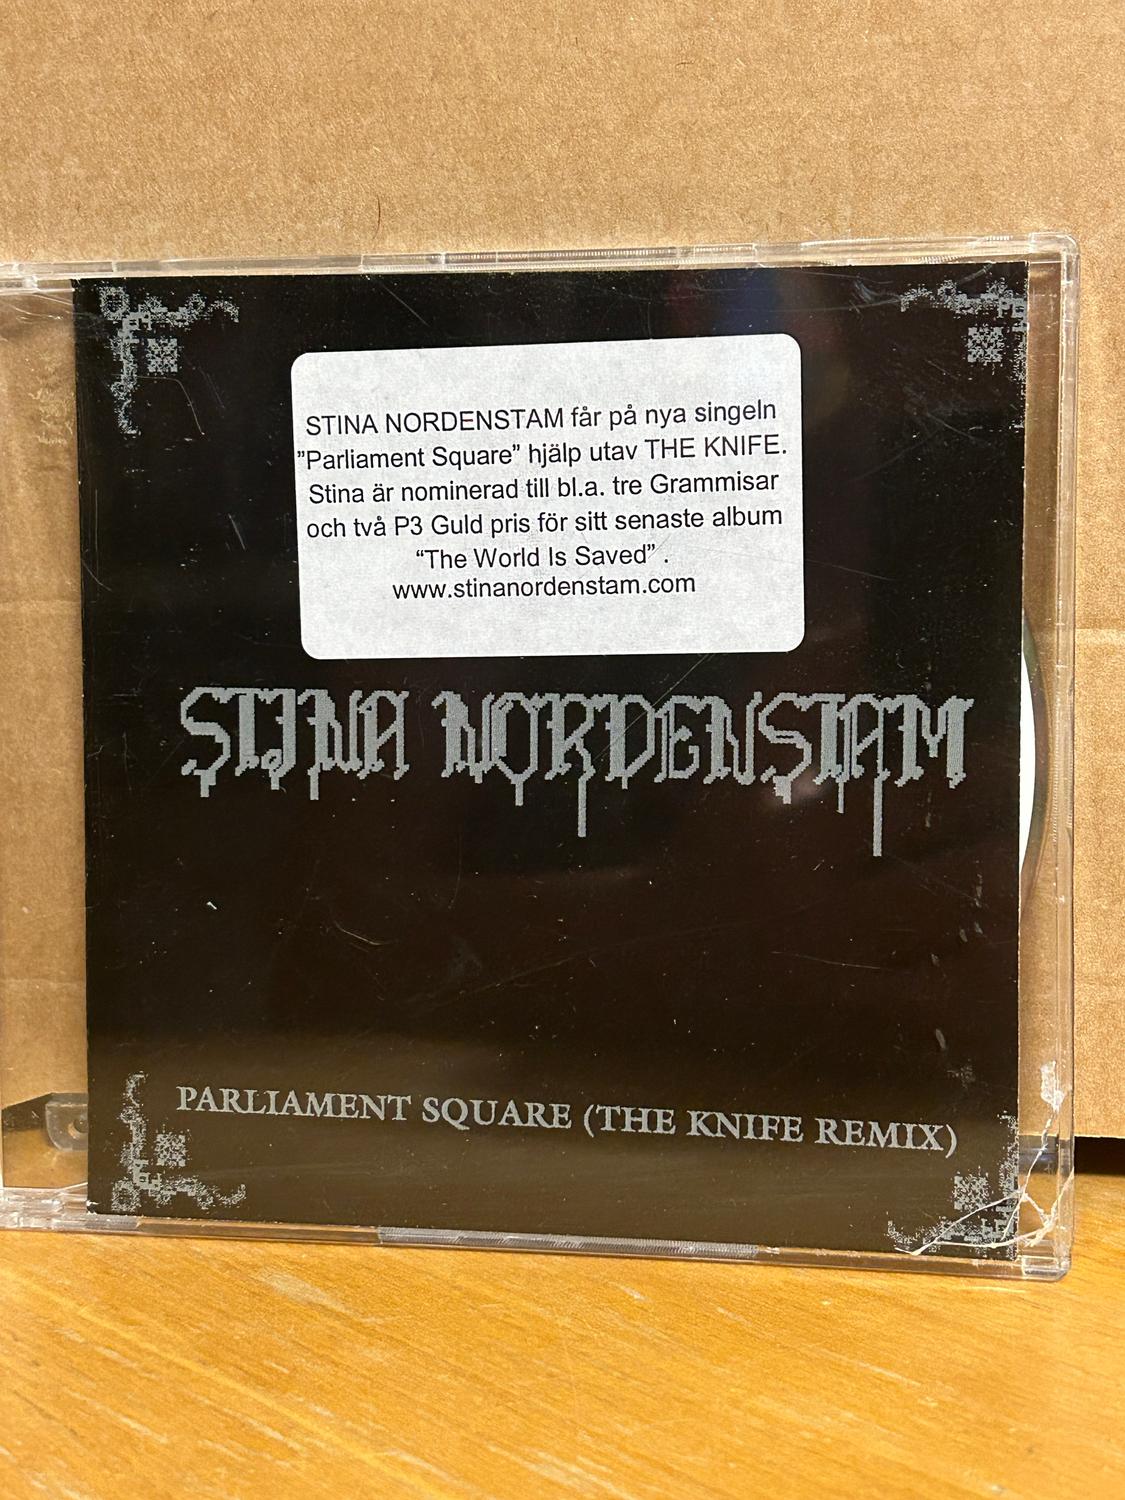 STINA NORDENSTAM får på nya singeln
”Parliament Square” hjälp utav THE KNIFE.
Stina är nominerad till bl.a. tre Grammisar
och två P3 Guld pris för sitt senaste album
“The World Is Saved” .
www.stinanordenstam.com
STINA NORDENSTAM
PARLIAMENT SQUARE (THE KNIFE REMIX)